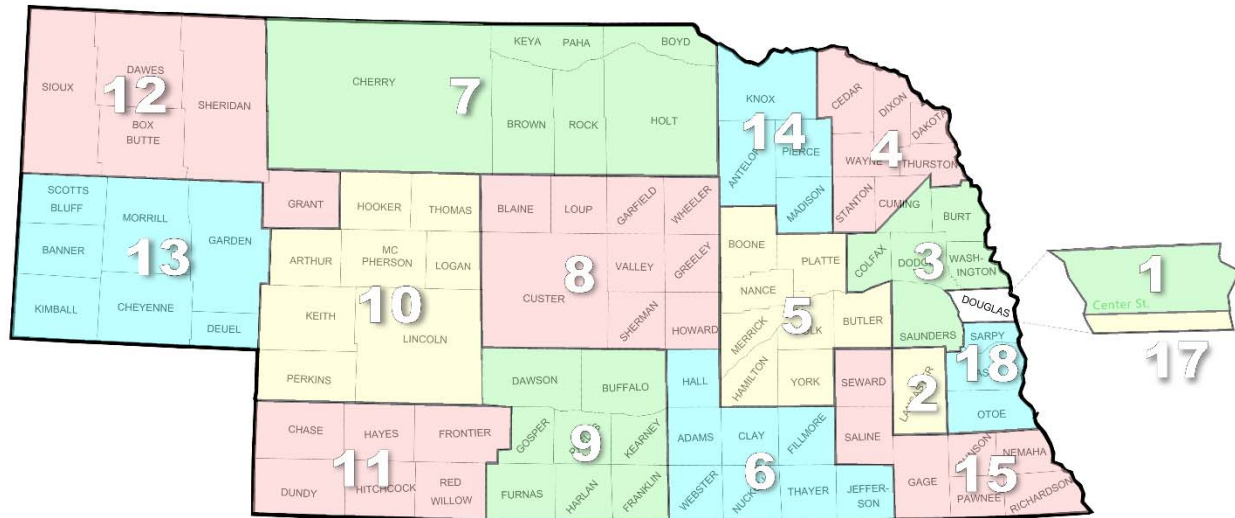 KEYA PAHA
BOYD
SIOUX
DAWES
12
SHERIDAN
BOX
BUTTE
CHERRY
7
BROWN
ROCK
HOLT
KNOX
14
PIERCE
MADISON
CEDAR
DIXON
DAKOTA
4
WAYNE
THURSTON
STANTON
CUMING
SCOTTS
BLUFF
MORRILL
GARDEN
BANNER
13
KIMBALL
CHEYENNE
DEUEL
GRANT
HOOKER
THOMAS
ARTHUR
MC
PHERSON
LOGAN
10
KEITH
LINCOLN
PERKINS
BLAINE
LOUP
GARFIELD
WHEELER
8
VALLEY
GREELEY
CUSTER
SHERMAN
HOWARD
BOONE
PLATTE
NANCE
5
MERRICK
BUTLER
HAMILTON
YORK
BURT
COLFAX
3
WASH-
INGTON
DOUGLAS
SAUNDERS
1
Center St.
17
SARPY
18
OTOE
2
SEWARD
SALINE
CHASE
HAYES
FRONTIER
11
DUNDY
HITCHCOCK
RED
WILLOW
DAWSON
BUFFALO
GOSPER
9
KEARNEY
FURNAS
HARLAN
FRANKLIN
HALL
ADAMS
CLAY
FILLMORE
6
WEBSTER
THAYER
JEFFER-
SON
GAGE
15
NEMAHA
PAWNEE
RICHARDSON